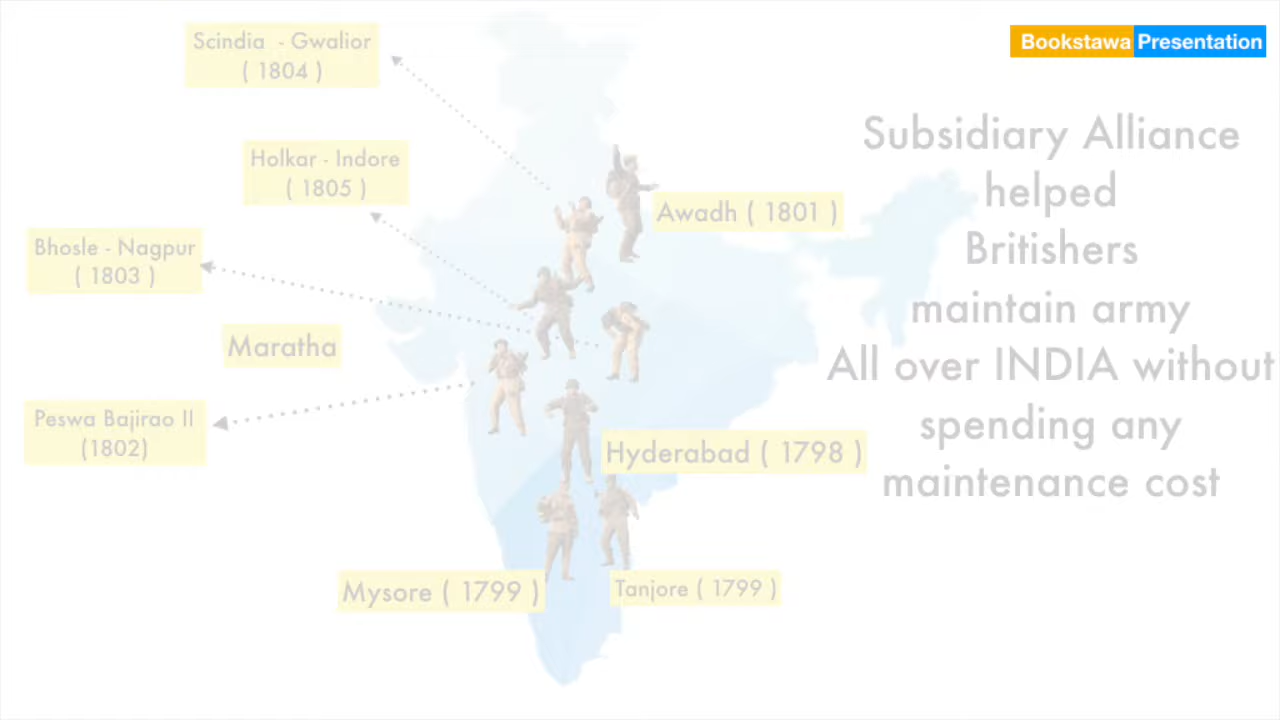 Bookstawa Presentation
Scindia - Gwalior
( 1804 )
Holkar - Indore
( 1805 )
Bhosle - Nagpur
( 1803 )
Maratha
Peswa Bajirao II
(1802)
Awadh ( 1801 )
Hyderabad ( 1798 )
Mysore ( 1799 )
Tanjore ( 1799 )
Subsidiary Alliance
helped
Britishers
maintain army
All over INDIA without
spending any
maintenance cost